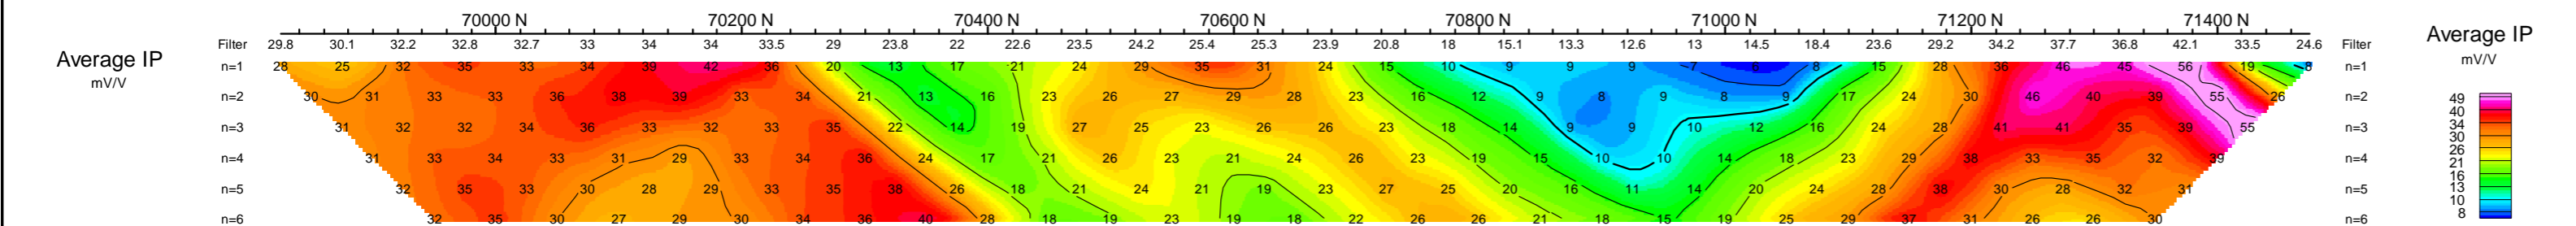 70000 N 70200 N 70400 N 70600 N 70800 N 71000 N 71200 N 71400 N
Average IP
mV/V
Filter 29.8 30.1 32.2 32.8 32.7 33 34 34 33.5 29 23.8 22 22.6 23.5 24.2 25.4 25.3 23.9 20.8 18 15.1 13.3 12.6 13 14.5 18.4 23.6 29.2 34.2 37.7 36.8 42.1 33.5 24.6 Filter
n=1 28 25 32 35 33 34 39 42 36 20 13 17 21 24 29 35 31 24 15 10 9 9 9 7 6 8 15 28 36 46 45 56 19 8 n=1
n=2 30 31 33 33 36 38 39 33 34 21 13 16 23 26 27 29 28 23 16 12 9 8 9 8 9 17 24 30 46 40 39 55 26 n=2
n=3 31 32 32 34 36 33 32 33 35 22 14 19 27 25 23 26 26 23 18 14 9 9 10 12 16 24 28 41 41 35 39 55 n=3
n=4 31 33 34 33 31 29 33 34 36 24 17 21 26 23 21 24 26 23 19 15 10 10 14 18 23 29 38 33 35 32 39 n=4
n=5 32 35 33 30 28 29 33 35 38 26 18 21 24 21 19 23 27 25 20 16 11 14 20 24 28 38 30 28 32 31 n=5
n=6 32 35 30 27 29 30 34 36 40 28 18 19 23 19 18 22 26 26 21 18 15 19 25 29 37 31 26 26 30 n=6
Average IP
mV/V
49
40
34
30
26
21
16
13
10
8